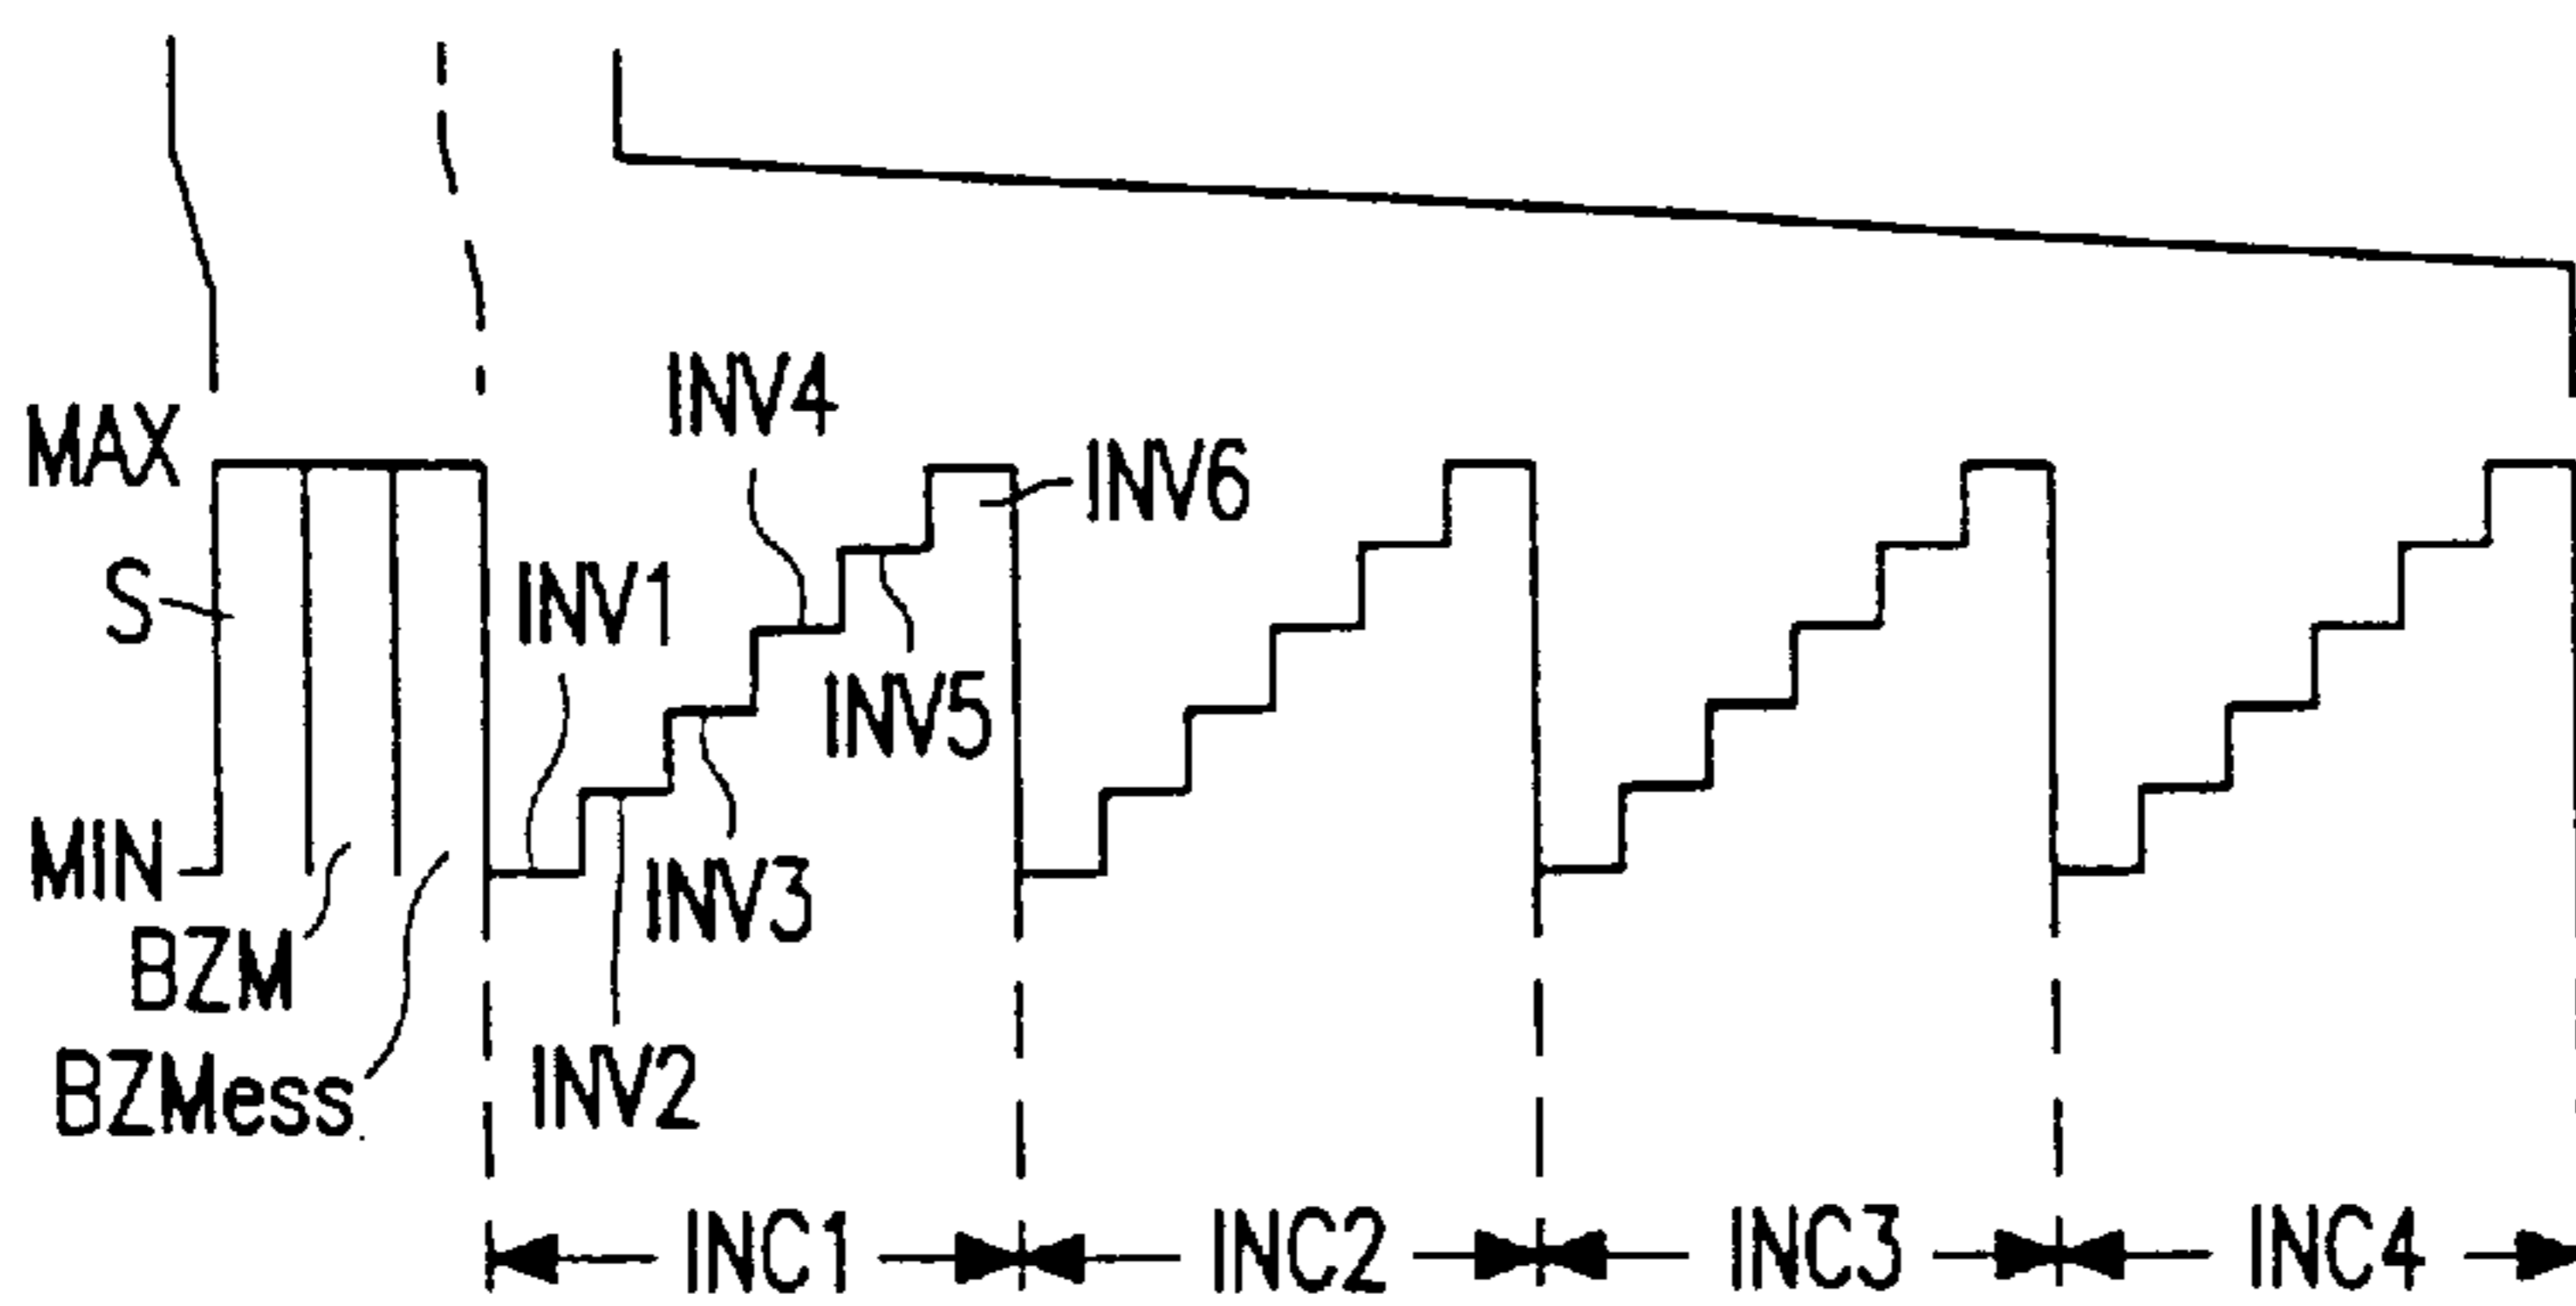 INV4
MAX
INV6
S
INV1
INV5
MIN
INV3
BZM
INV2
BZMess
INC1
INC2
INC3
INC4